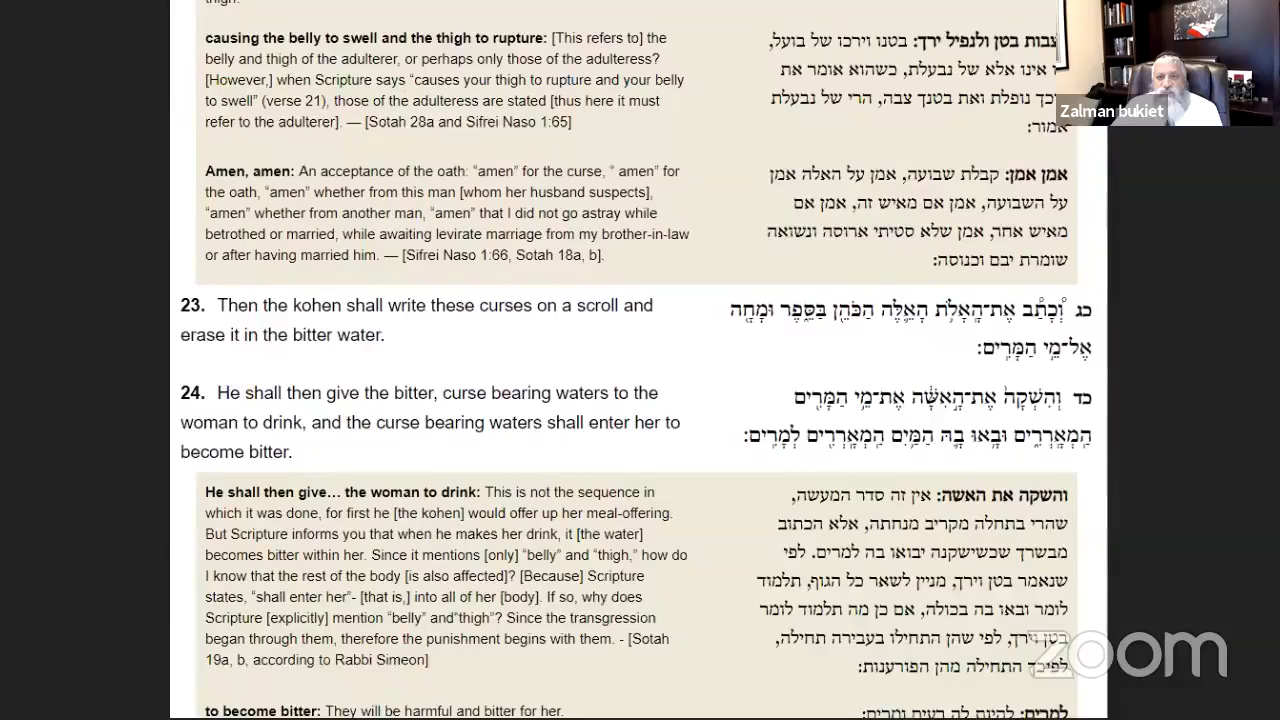 thigh.
causing the belly to swell and the thigh to rupture: [This refers to] the
belly and thigh of the adulterer, or perhaps only those of the adulteress?
[However,] when Scripture says “causes your thigh to rupture and your belly
to swell” (verse 21), those of the adulteress are stated [thus here it must
refer to the adulterer]. — [Sotah 28a and Sifrei Naso 1:65]
צבות בטן ולנפיל ירך: בטנו וירכו של בועל,
אינו אלא של נבעלת, כשהוא אומר את
כך נופלת ואת בטנך צבה, הרי של נבעלת
אמור:
Zalman bukiet
Amen, amen: An acceptance of the oath: “amen” for the curse, “ amen” for
the oath, “amen” whether from this man [whom her husband suspects],
“amen” whether from another man, “amen” that I did not go astray while
betrothed or married, while awaiting levirate marriage from my brother-in-law
or after having married him. — [Sifrei Naso 1:66, Sotah 18a, b].
אמן אמן: קבלת שבועה, אמן על האלה אמן
על השבועה, אמן אם מאיש זה, אמן אם
מאיש אחר, אמן שלא סטיתי ארוסה ונשואה
שומרת יבם וכנוסה:
23. Then the kohen shall write these curses on a scroll and
erase it in the bitter water.
כג וְ֠כָתַ֠ב אֶת־הָֽאָלֹ֥ת הָאֵ֛לֶּה הַכֹּהֵ֖ן בַּסֵּ֑פֶר וּמָחָ֖ה
אֶל־מֵ֥י הַמָּרִֽים:
24. He shall then give the bitter, curse bearing waters to the
woman to drink, and the curse bearing waters shall enter her to
become bitter.
כד וְהִשְׁקָה֙ אֶת־הָ֣אִשָּׁ֔ה אֶת־מֵ֥י הַמָּרִ֖ים
הַֽמְאָֽרְרִ֑ים וּבָ֥אוּ בָ֛הּ הַמַּ֥יִם הַמְאָֽרְרִ֖ים לְמָרִֽים:
He shall then give… the woman to drink: This is not the sequence in
which it was done, for first he [the kohen] would offer up her meal-offering.
But Scripture informs you that when he makes her drink, it [the water]
becomes bitter within her. Since it mentions [only] “belly” and “thigh,” how do
I know that the rest of the body [is also affected]? [Because] Scripture
states, “shall enter her”- [that is,] into all of her [body]. If so, why does
Scripture [explicitly] mention “belly” and“thigh”? Since the transgression
began through them, therefore the punishment begins with them. - [Sotah
19a, b, according to Rabbi Simeon]
והשקה את האשה: אין זה סדר המעשה,
שהרי בתחלה מקריב מנחתה, אלא הכתוב
מבשרך שכשישקנה יבואו בה למרים. לפי
שנאמר בטן וירך, מניין לשאר כל הגוף, תלמוד
לומר ובאו בה בכולה, אם כן מה תלמוד לומר
בטן וירך, לפי שהן התחילו בעבירה תחילה,
לפיכך התחילה מהן הפורענות:
zoom
to become bitter: They will be harmful and bitter for her.
למרים: להיות לה רעים ומרים: